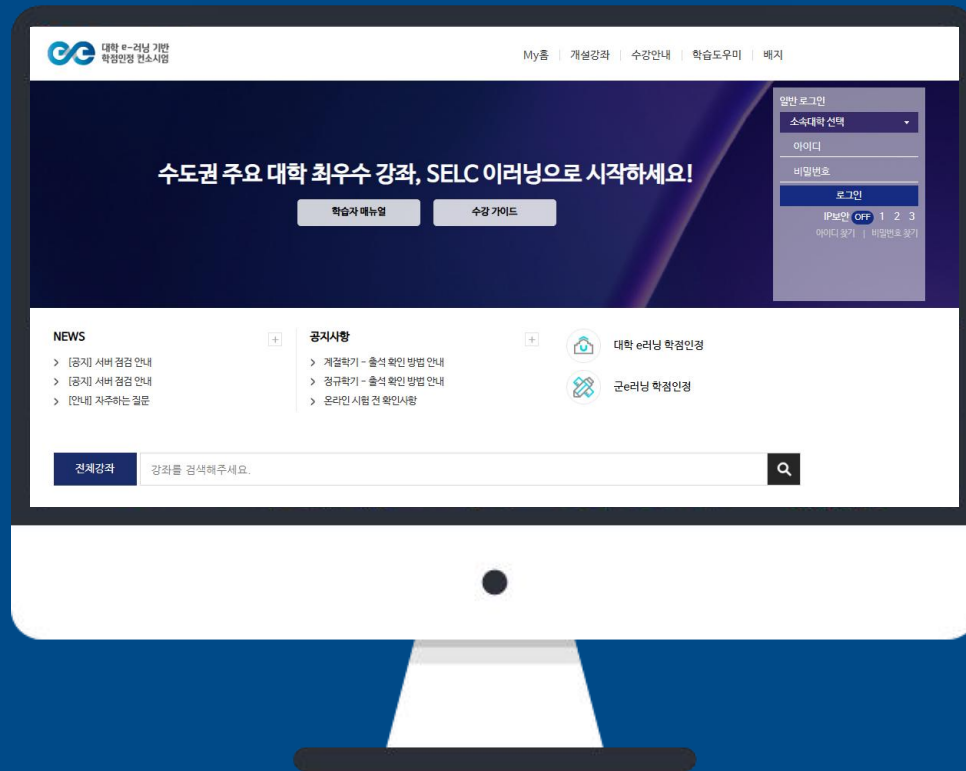 대학 e-러닝 기반
학점인정 컨소시엄
My홈 | 개설강좌 | 수강안내 | 학습도우미 | 배지
일반 로그인
소속대학 선택
아이디
비밀번호
로그인
IP보안 OFF 1 2 3
아이디 찾기 | 비밀번호 찾기
수도권 주요 대학 최우수 강좌, SELC 이러닝으로 시작하세요!
학습자 매뉴얼
수강 가이드
NEWS
> [공지] 서버 점검 안내
> [공지] 서버 점검 안내
> [안내] 자주하는 질문
공지사항
> 계절학기 - 출석 확인 방법 안내
> 정규학기 - 출석 확인 방법 안내
> 온라인 시험 전 확인사항
대학 e러닝 학점인정
군e러닝 학점인정
전체강좌
강좌를 검색해주세요.